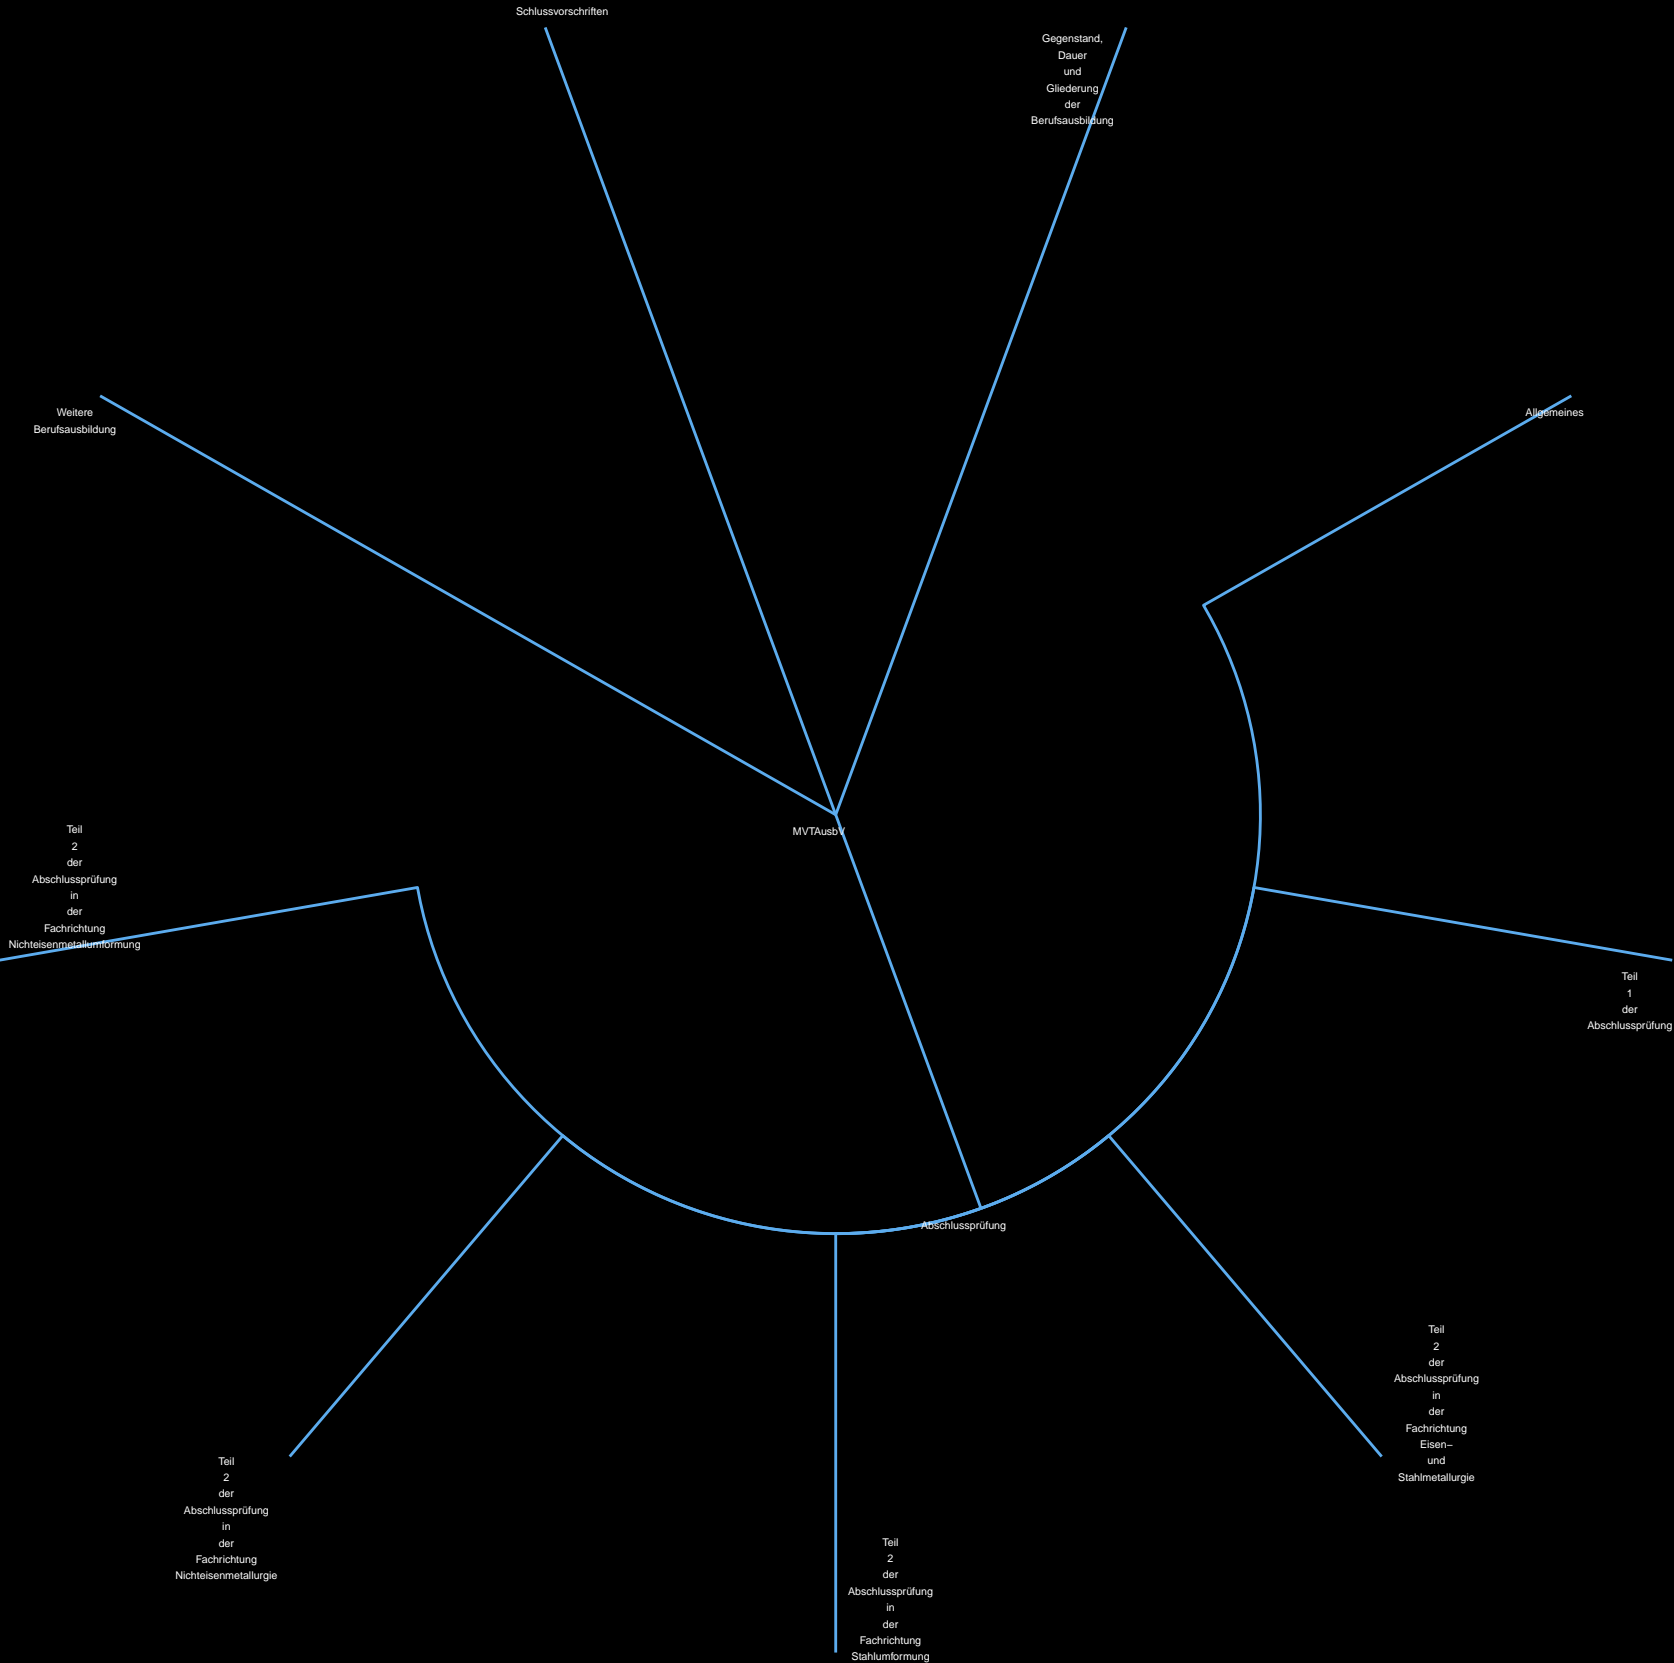 Schlussvorschriften
Gegenstand,
Dauer
und
Gliederung
der
Berufsausbildung
Weitere
Berufsausbildung
Allgemeines
MVTAusbV
Teil
2
der
Abschlussprüfung
in
der
Fachrichtung
Nichteisenmetallumformung
Teil
1
der
Abschlussprüfung
Abschlussprüfung
Teil
2
der
Abschlussprüfung
in
der
Fachrichtung
Eisen−
und
Stahlmetallurgie
Teil
2
der
Abschlussprüfung
in
der
Fachrichtung
Nichteisenmetallurgie
Teil
2
der
Abschlussprüfung
in
der
Fachrichtung
Stahlumformung